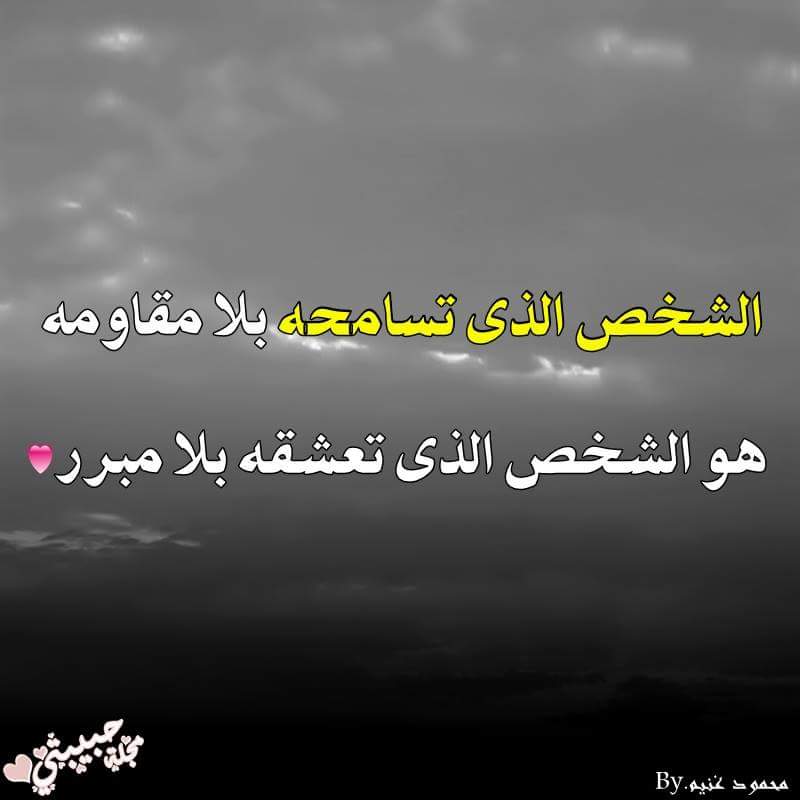 الشخص الذى تسامحه بلا مقاومه
هو الشخص الذى تعشقه بلا مبرر
مجلة حبيبتي
By.محمود غنيم